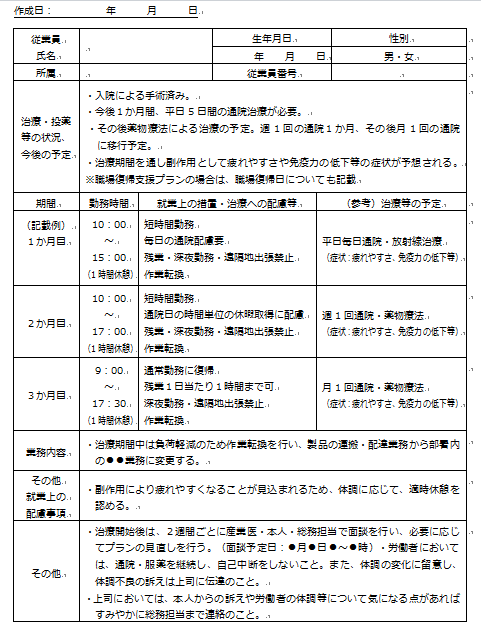 作成日： 年 月 日
従業員 生年月日 性別
氏名 年 月 日 男・女
所属 従業員番号
治療・投薬
等の状況、
今後の予定
・入院による手術済み。
・今後１か月間、平日５日間の通院治療が必要。
・その後薬物療法による治療の予定。週１回の通院１か月、その後月１回の通院
に移行予定。
・治療期間を通し副作用として疲れやすさや免疫力の低下等の症状が予想される。
※職場復帰支援プランの場合は、職場復帰日についても記載
期間 勤務時間 就業上の措置・治療への配慮等 （参考）治療等の予定
（記載例）
１か月目
10：00
～
15：00
(１時間休憩)
短時間勤務
毎日の通院配慮要
残業・深夜勤務・遠隔地出張禁止
作業転換
平日毎日通院・放射線治療
（症状：疲れやすさ、免疫力の低下等）
２か月目
10：00
～
17：00
(１時間休憩)
短時間勤務
通院日の時間単位の休暇取得に配慮
残業・深夜勤務・遠隔地出張禁止
作業転換
週１回通院・薬物療法
（症状：疲れやすさ、免疫力の低下等）
３か月目
9：00
～
17：30
(１時間休憩)
通常勤務に復帰
残業１日当たり１時間まで可
深夜勤務・遠隔地出張禁止
作業転換
月１回通院・薬物療法
（症状：疲れやすさ、免疫力の低下等）
業務内容
・治療期間中は負荷軽減のため作業転換を行い、製品の運搬・配達業務から部署内
の●●業務に変更する。
その他
就業上の
配慮事項
・副作用により疲れやすくなることが見込まれるため、体調に応じて、適時休憩を
認める。
その他
・治療開始後は、２週間ごとに産業医・本人・総務担当で面談を行い、必要に応じ
てプランの見直しを行う。（面談予定日：●月●日●～●時）・労働者において
は、通院・服薬を継続し、自己中断をしないこと。また、体調の変化に留意し、
体調不良の訴えは上司に伝達のこと。
・上司においては、本人からの訴えや労働者の体調等について気になる点があれば
すみやかに総務担当まで連絡のこと。